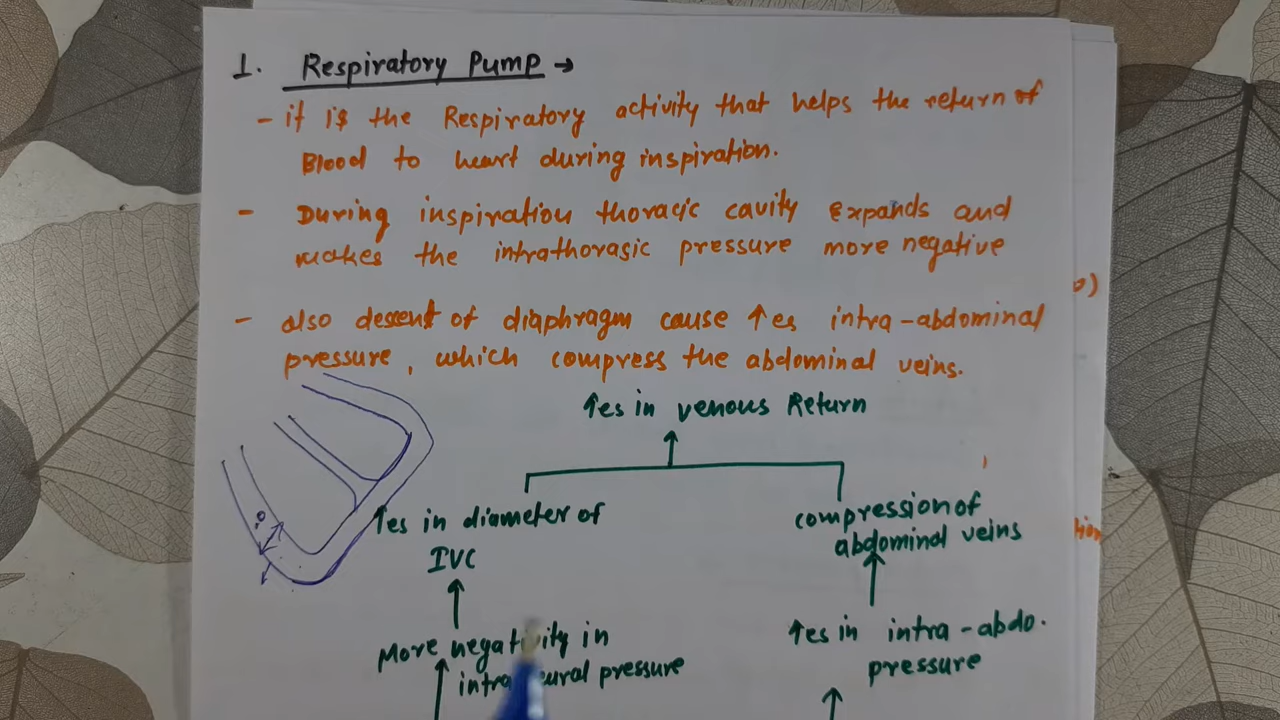 1. Respiratory Pump →
- it is the Respiratory activity that helps the return of
Blood to heart during inspiration.
- During inspiration thoracic cavity Expands and
makes the intrathorasic pressure more negative
- also descent of diaphragm cause ↑es intra-abdominal
pressure, which compress the abdominal veins.
↑es in venous Return
↑es in diameter of
IVC
compression of
abdominal veins
More negativity in
pressure
↑es in intra-abdo.
pressure